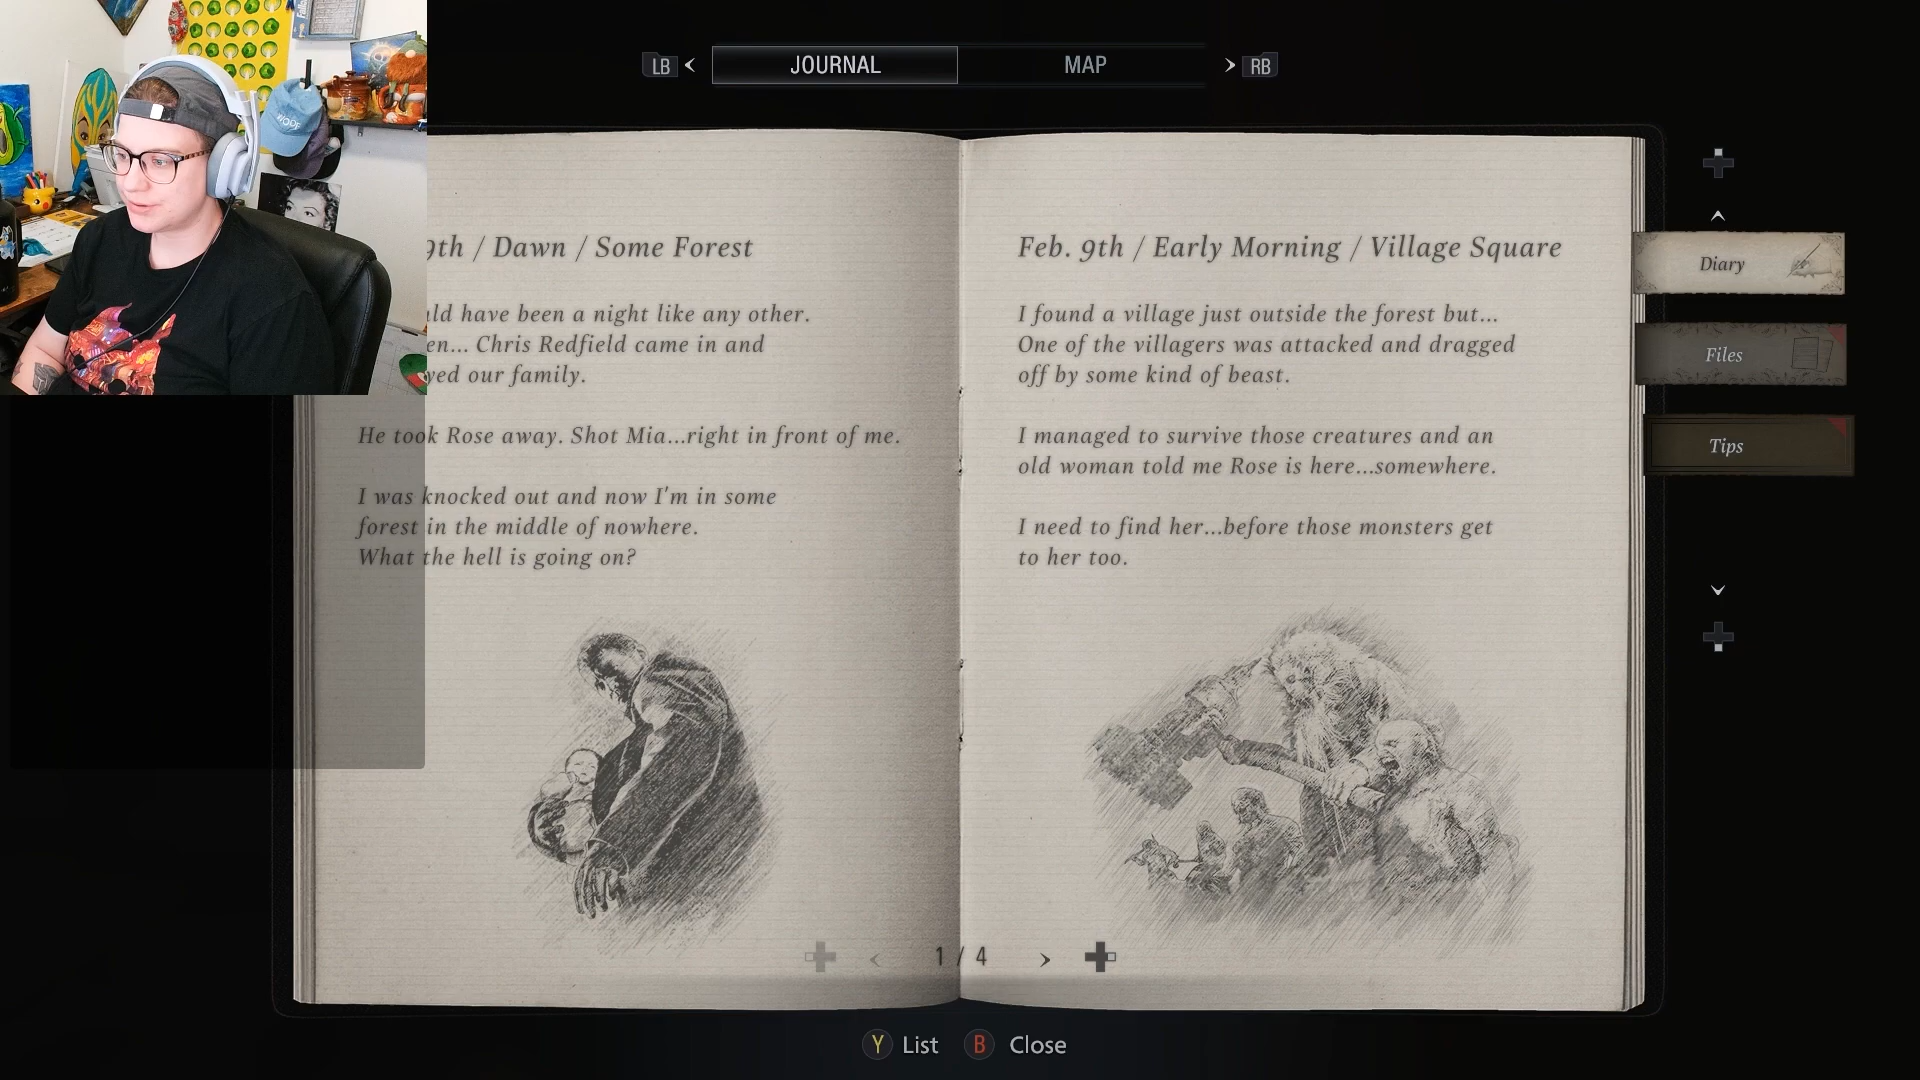 LB
JOURNAL
MAP
RB
WOOF
9th / Dawn / Some Forest
have been a night like any other.
Chris Redfield came in and
our family.
He took Rose away. Shot Mia...right in front of me.
I was knocked out and now I'm in some
forest in the middle of nowhere.
What the hell is going on?
Feb. 9th / Early Morning / Village Square
I found a village just outside the forest but...
One of the villagers was attacked and dragged
off by some kind of beast.
I managed to survive those creatures and an
old woman told me Rose is here...somewhere.
I need to find her...before those monsters get
to her too.
Diary
Files
Tips
1 / 4
Y List
B Close